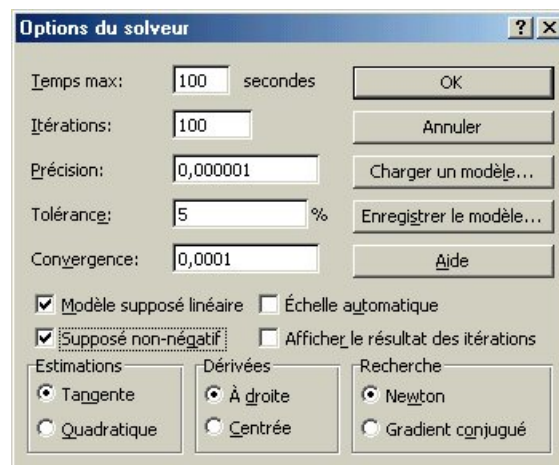 Options du solveur
Temps max: 100 secondes OK
Itérations: 100 Annuler
Précision: 0,000001 Charger un modèle...
Tolérance: 5 % Enregistrer le modèle...
Convergence: 0,0001 Aide
Modèle supposé linéaire Échelle automatique
Supposé non-négatif Afficher le résultat des itérations
Estimations Dérivées Recherche
Tangente À droite Newton
Quadratique Centrée Gradient conjugué